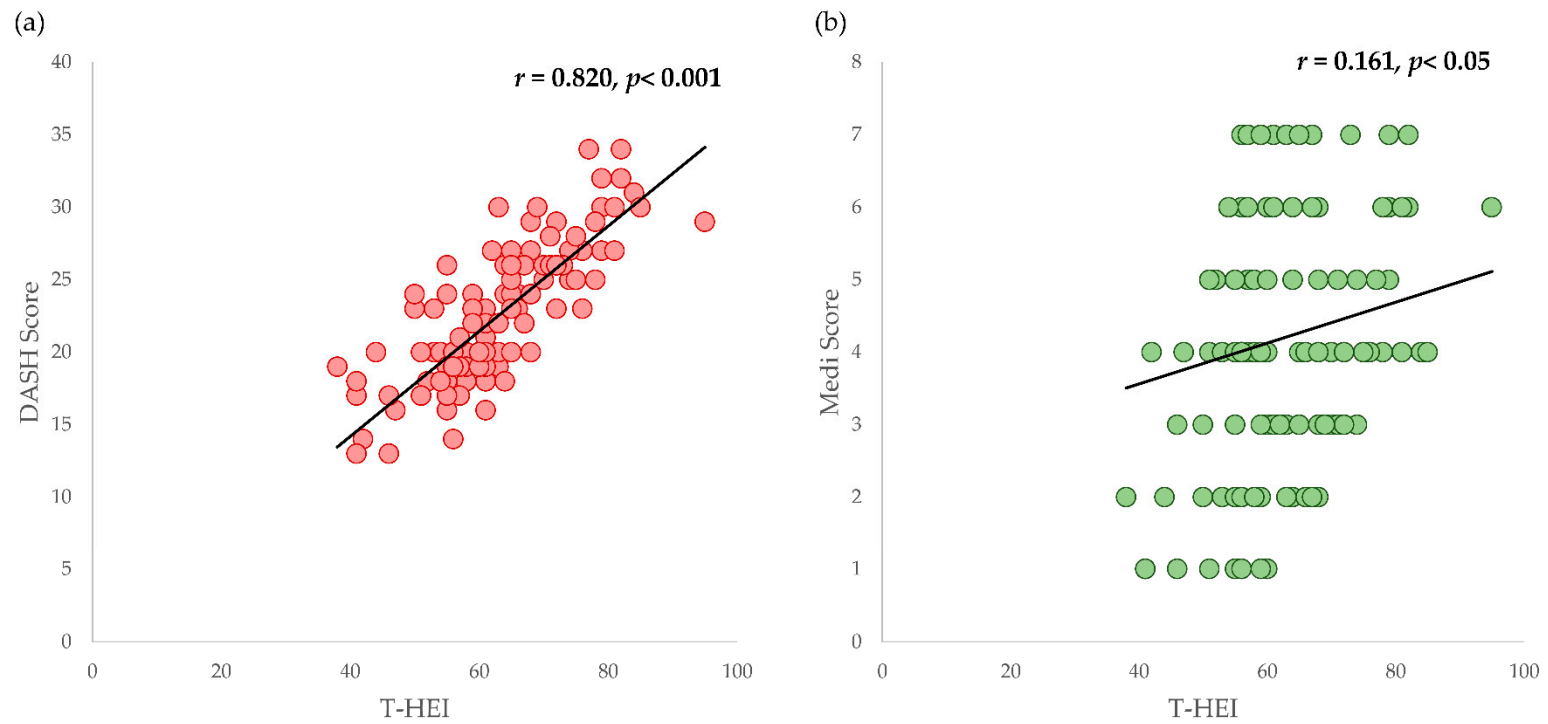 (a)
r = 0.820, p< 0.001
40
35
30
25
20
15
10
5
0
DASH Score
0 20 40 60 80 100
T-HEI
(b)
r = 0.161, p< 0.05
8
7
6
5
4
3
2
1
0
Medi Score
0 20 40 60 80 100
T-HEI